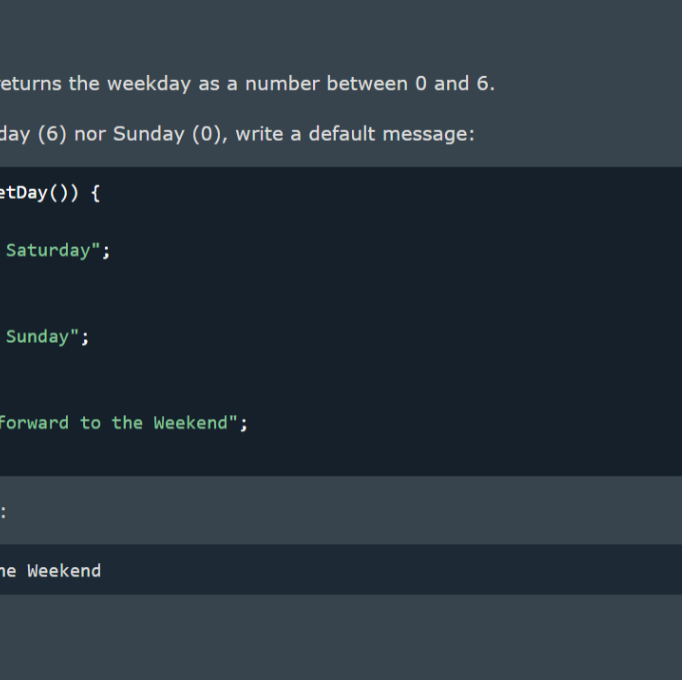 returns the weekday as a number between 0 and 6.
day (6) nor Sunday (0), write a default message:
etDay()) {
Saturday";
Sunday";
forward to the Weekend";
:
he Weekend